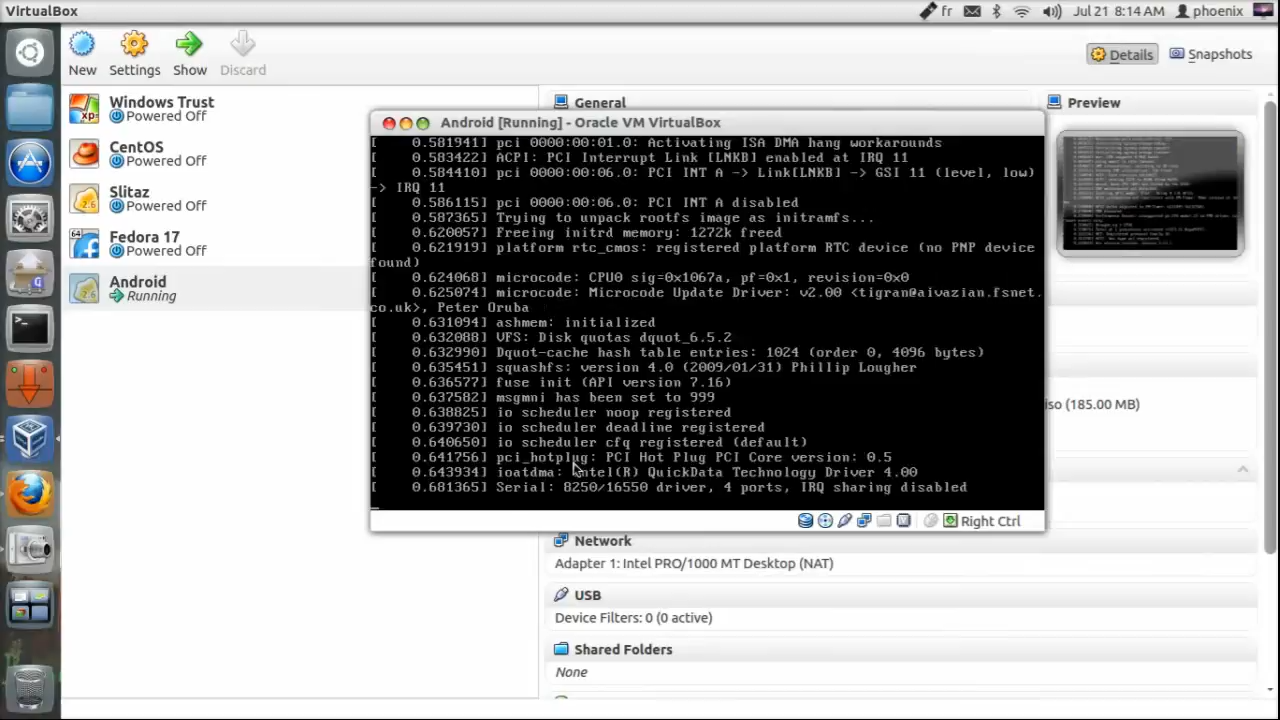 VirtualBox
fr
Jul 21 8:14 AM
phoenix
New
Settings
Show
Discard
Details
Snapshots
Windows Trust
Powered Off
CentOS
Powered Off
Slitaz
Powered Off
64
Fedora 17
Powered Off
2.6
Android
Running
General
Preview
Android [Running] - Oracle VM VirtualBox
[ 0.581941] pci 0000:00:01.0: Activating ISA DMA hang workarounds
[ 0.583922] ACPI: PCI Interrupt Link [LNKB] enabled at IRQ 11
[ 0.584419] pci 0000:00:06.0: PCI INT A -> Link[LNKB] -> GSI 11 (level, low)
-> IRQ 11
[ 0.586115] pci 0000:00:06.0: PCI INT A disabled
[ 0.587365] Trying to unpack rootfs image as initramfs...
[ 0.620057] Freeing initrd memory: 1272k freed
[ 0.623139] platform rtc_cmos: registered platform RTC device (no PNP device
found)
[ 0.624068] microcode: CPU0 sig=0x1067a, pf=0x1, revision=0x0
[ 0.625074] microcode: Microcode Update Driver: v2.00 <tigran@aivazian.fsnet.
co.uk>, Peter Oruba
[ 0.631094] ashmem: initialized
[ 0.632088] VFS: Disk quotas dquot_6.5.2
[ 0.632990] Dquot-cache hash table entries: 1024 (order 0, 4096 bytes)
[ 0.635451] squashfs: version 4.0 (2009/01/31) Phillip Lougher
[ 0.636577] fuse init (API version 7.16)
[ 0.637582] msgmni has been set to 999
[ 0.638825] io scheduler noop registered
[ 0.639730] io scheduler deadline registered
[ 0.640650] io scheduler cfq registered (default)
[ 0.641756] pci_hotplug: PCI Hot Plug PCI Core version: 0.5
[ 0.643934] ioatdma: Intel(R) QuickData Technology Driver 4.00
[ 0.681365] Serial: 8250/16550 driver, 4 ports, IRQ sharing disabled
Right Ctrl
iso (185.00 MB)
Network
Adapter 1: Intel PRO/1000 MT Desktop (NAT)
USB
Device Filters: 0 (0 active)
Shared Folders
None